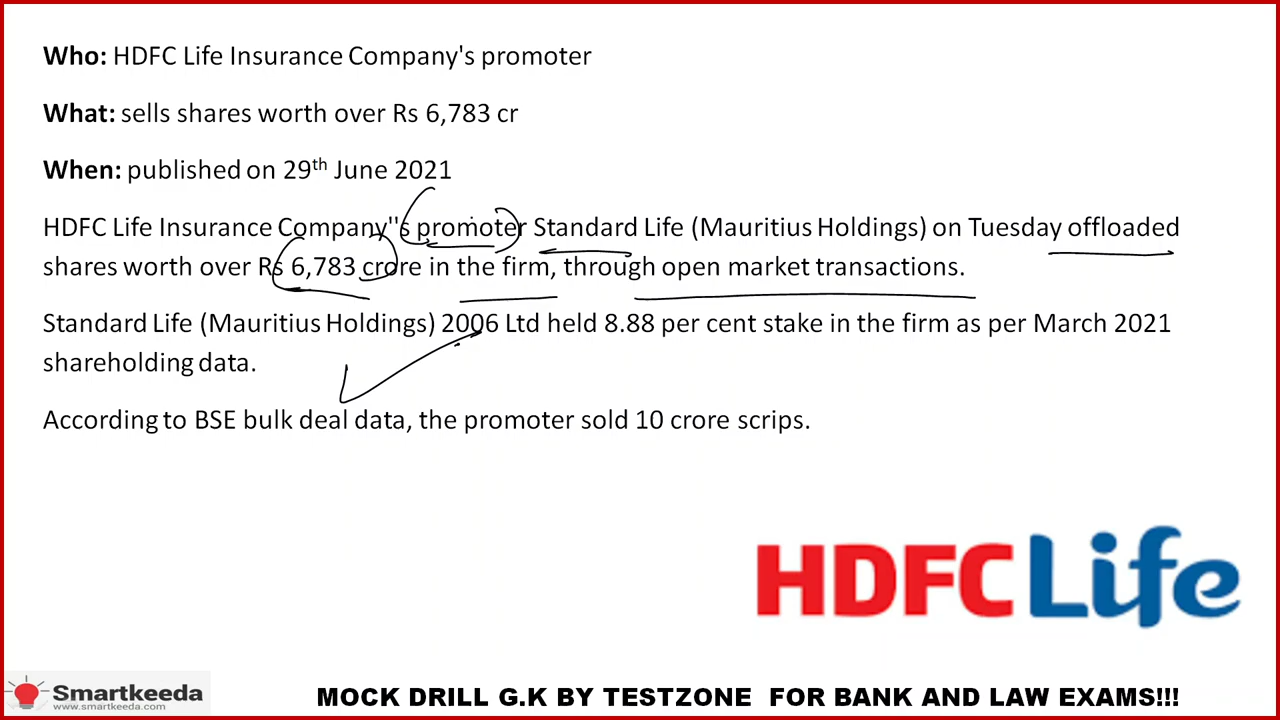 Who: HDFC Life Insurance Company's promoter
What: sells shares worth over Rs 6,783 cr
When: published on 29th June 2021
HDFC Life Insurance Company''s promoter Standard Life (Mauritius Holdings) on Tuesday offloaded
shares worth over Rs 6,783 crore in the firm, through open market transactions.
Standard Life (Mauritius Holdings) 2006 Ltd held 8.88 per cent stake in the firm as per March 2021
shareholding data.
According to BSE bulk deal data, the promoter sold 10 crore scrips.
HDFC Life
Smartkeeda
www.smartkeeda.com
MOCK DRILL G.K BY TESTZONE FOR BANK AND LAW EXAMS!!!